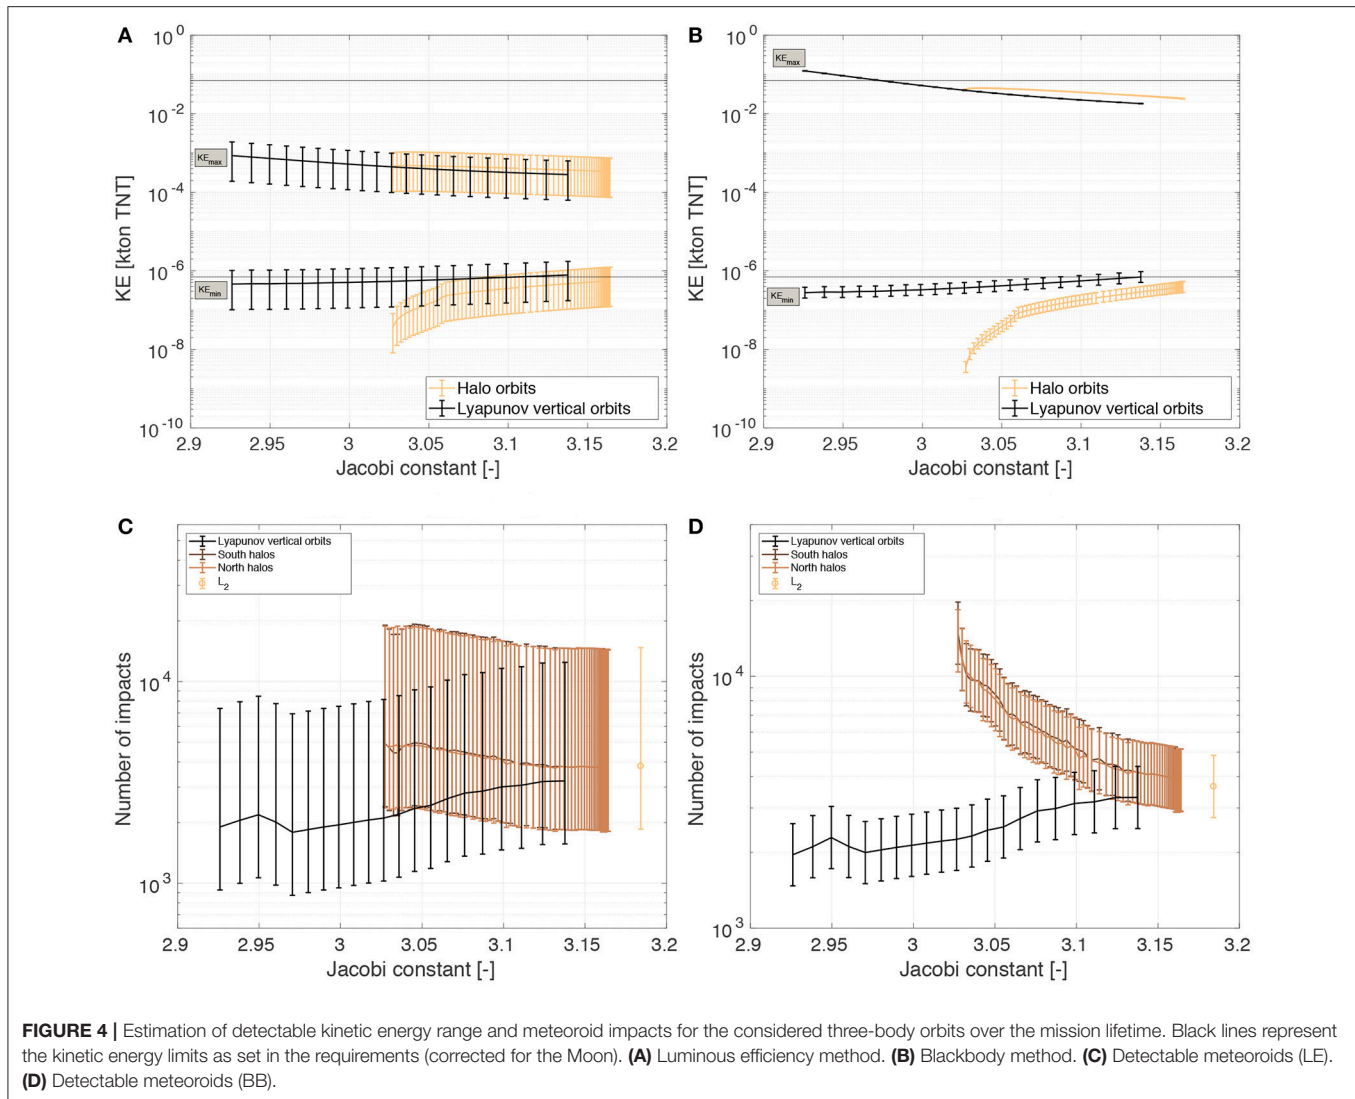 A
10^0
10^-2
10^-4
10^-6
10^-8
10^-10
KE [kton TNT]
KE_max
KE_min
Halo orbits
Lyapunov vertical orbits
2.9 2.95 3 3.05 3.1 3.15 3.2
Jacobi constant [-]
B
10^0
10^-2
10^-4
10^-6
10^-8
10^-10
KE [kton TNT]
KE_max
KE_min
Halo orbits
Lyapunov vertical orbits
2.9 2.95 3 3.05 3.1 3.15 3.2
Jacobi constant [-]
C
Lyapunov vertical orbits
South halos
North halos
L_2
10^4
10^3
Number of impacts
2.9 2.95 3 3.05 3.1 3.15 3.2
Jacobi constant [-]
D
Lyapunov vertical orbits
South halos
North halos
L_2
10^4
10^3
Number of impacts
2.9 2.95 3 3.05 3.1 3.15 3.2
Jacobi constant [-]
FIGURE 4 | Estimation of detectable kinetic energy range and meteoroid impacts for the considered three-body orbits over the mission lifetime. Black lines represent
the kinetic energy limits as set in the requirements (corrected for the Moon). (A) Luminous efficiency method. (B) Blackbody method. (C) Detectable meteoroids (LE).
(D) Detectable meteoroids (BB).